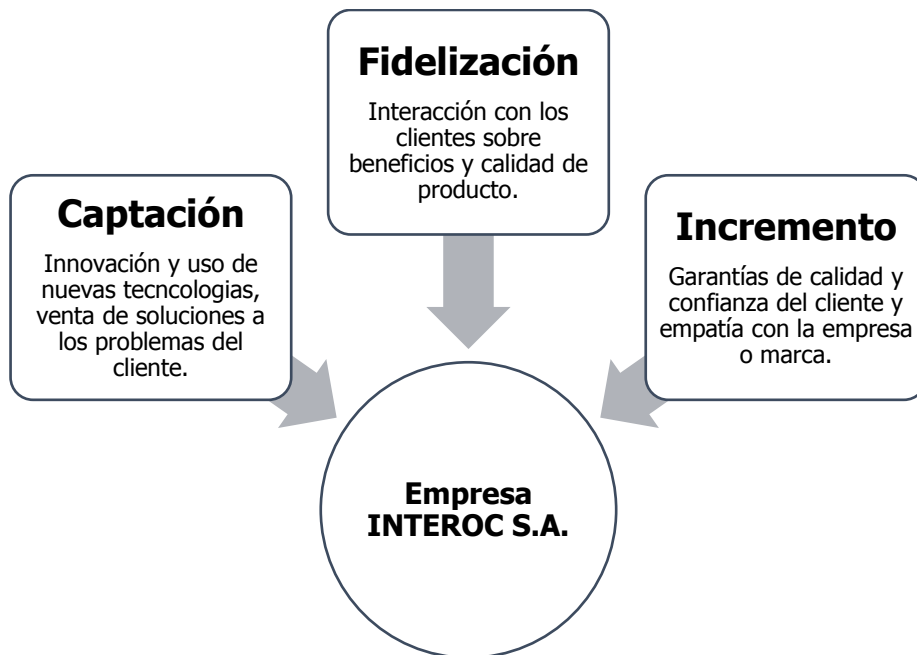 Fidelización
Interacción con los
clientes sobre
beneficios y calidad de
producto.
Captación
Innovación y uso de
nuevas tecncologias,
venta de soluciones a
los problemas del
cliente.
Incremento
Garantías de calidad y
confianza del cliente y
empatía con la empresa
o marca.
Empresa
INTEROC S.A.